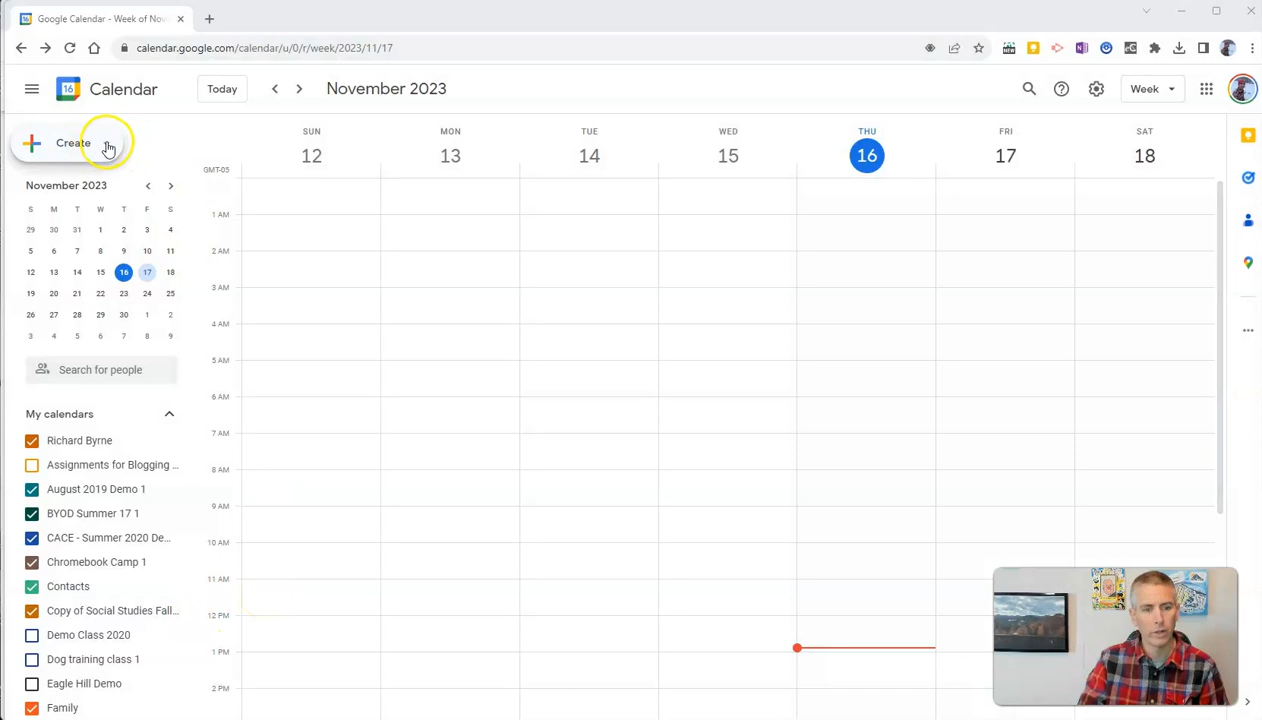 Google Calendar - Week of Nov
calendar.google.com/calendar/u/0/r/week/2023/11/17
16 Calendar Today November 2023 Week
Create
SUN MON TUE WED THU FRI SAT
12 13 14 15 16 17 18
GMT-05
November 2023
S M T W T F S
29 30 31 1 2 3 4
5 6 7 8 9 10 11
12 13 14 15 16 17 18
19 20 21 22 23 24 25
26 27 28 29 30 1 2
3 4 5 6 7 8 9
Search for people
My calendars
Richard Byrne
Assignments for Blogging ...
August 2019 Demo 1
BYOD Summer 17 1
CACE - Summer 2020 De...
Chromebook Camp 1
Contacts
Copy of Social Studies Fall...
Demo Class 2020
Dog training class 1
Eagle Hill Demo
Family
1 AM
2 AM
3 AM
4 AM
5 AM
6 AM
7 AM
8 AM
9 AM
10 AM
11 AM
12 PM
1 PM
2 PM